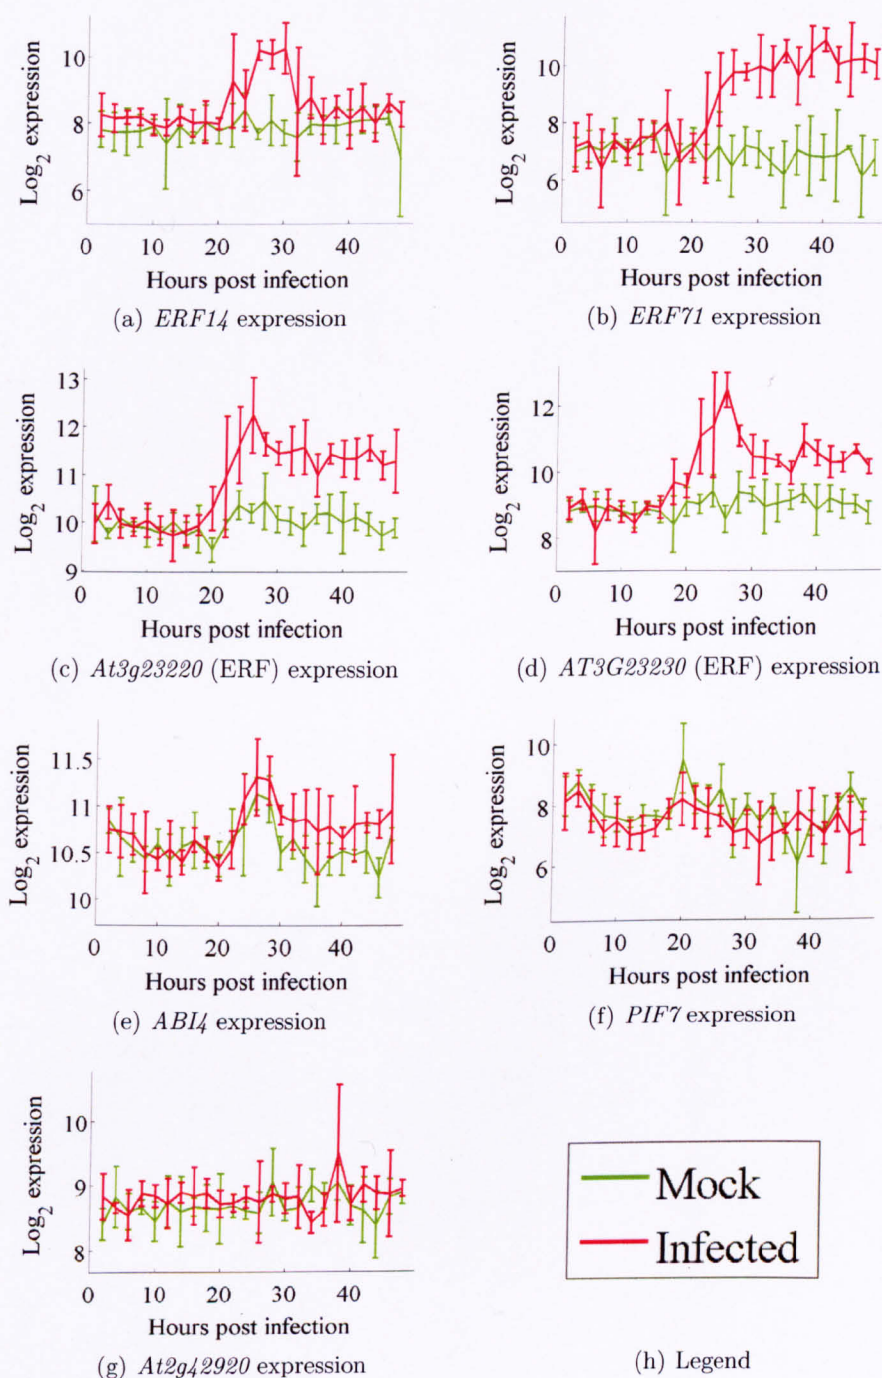 10
8
6
Log2 expression
0 10 20 30 40
Hours post infection
(a) ERF14 expression
10
8
6
Log2 expression
0 10 20 30 40
Hours post infection
(b) ERF71 expression
13
12
11
10
9
Log2 expression
0 10 20 30 40
Hours post infection
(c) At3g23220 (ERF) expression
12
10
8
Log2 expression
0 10 20 30 40
Hours post infection
(d) AT3G23230 (ERF) expression
11.5
11
10.5
10
Log2 expression
0 10 20 30 40
Hours post infection
(e) ABI4 expression
10
8
6
Log2 expression
0 10 20 30 40
Hours post infection
(f) PIF7 expression
10
9
8
Log2 expression
0 10 20 30 40
Hours post infection
(g) At2g42920 expression
Mock
Infected
(h) Legend